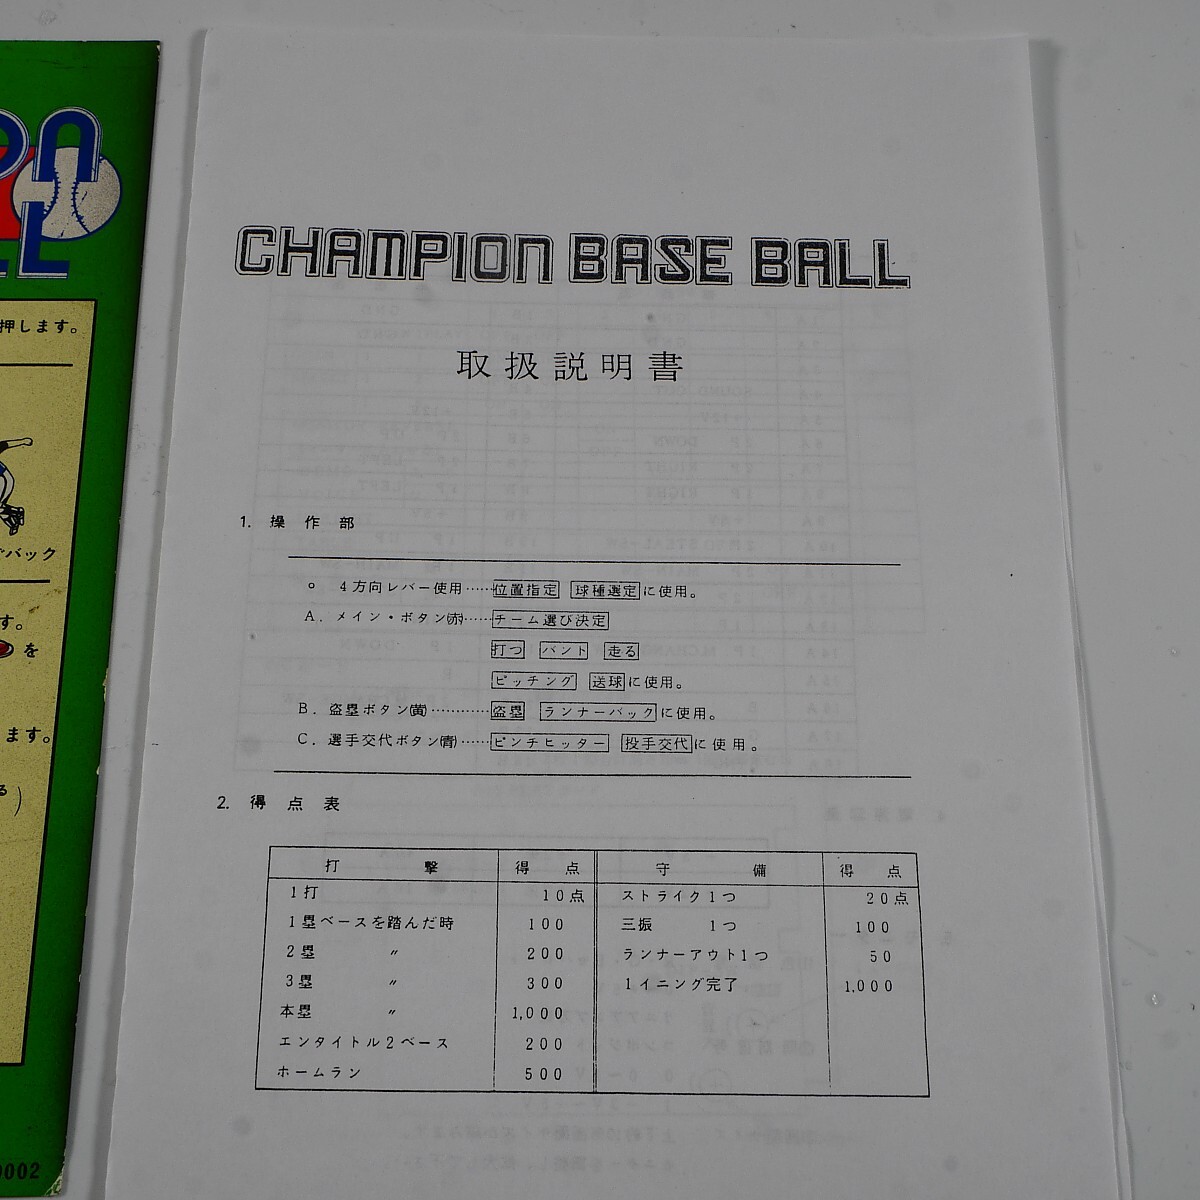 押します。
バック
す。
を
ます。
る)
0002
CHAMPION BASE BALL
取扱説明書
1. 操作部
○ 4方向レバー使用……位置指定 球種選定に使用。
A. メイン・ボタン(赤)……チーム選び決定
打つ バント 走る
ピッチング 送球に使用。
B. 盗塁ボタン(黄)…………盗塁 ランナーバックに使用。
C. 選手交代ボタン(青)……ピンチヒッター 投手交代に使用。
2. 得点表
打撃 得点 守備 得点
1打 10点 ストライク1つ 20点
1塁ベースを踏んだ時 100 三振 1つ 100
2塁 〃 200 ランナーアウト1つ 50
3塁 〃 300 1イニング完了 1,000
本塁 〃 1,000
エンタイトル2ベース 200
ホームラン 500